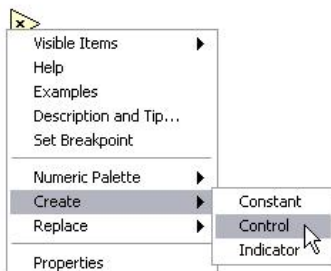 x
Visible Items
Help
Examples
Description and Tip...
Set Breakpoint
Numeric Palette
Create
Replace
Properties
Constant
Control
Indicator